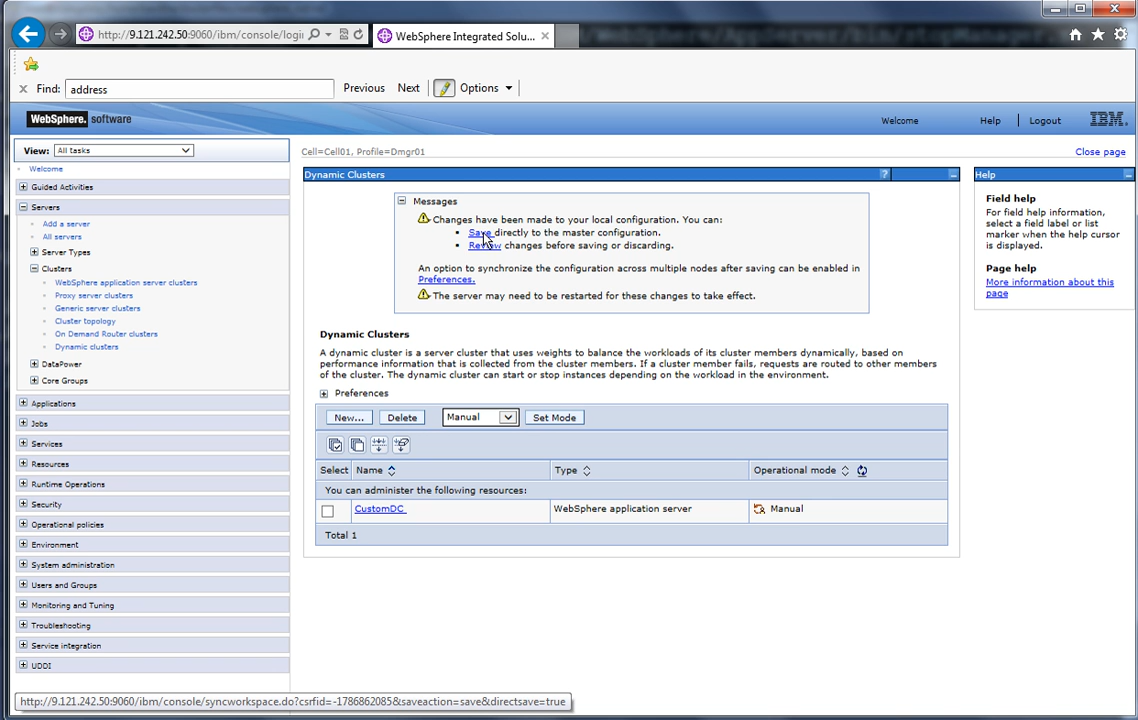 http://9.121.242.50:9060/ibm/console/logi
WebSphere Integrated Solu...
Find: address Previous Next Options
WebSphere. software
Welcome Help Logout IBM.
View: All tasks
Cell=Cell01, Profile=Dmgr01
Close page
Welcome
Guided Activities
Servers
Add a server
All servers
Server Types
Clusters
WebSphere application server clusters
Proxy server clusters
Generic server clusters
Cluster topology
On Demand Router clusters
Dynamic clusters
DataPower
Core Groups
Applications
Jobs
Services
Resources
Runtime Operations
Security
Operational policies
Environment
System administration
Users and Groups
Monitoring and Tuning
Troubleshooting
Service integration
UDDI
Dynamic Clusters
Messages
Changes have been made to your local configuration. You can:
• Save directly to the master configuration.
• Review changes before saving or discarding.
An option to synchronize the configuration across multiple nodes after saving can be enabled in
Preferences.
The server may need to be restarted for these changes to take effect.
Dynamic Clusters
A dynamic cluster is a server cluster that uses weights to balance the workloads of its cluster members dynamically, based on
performance information that is collected from the cluster members. If a cluster member fails, requests are routed to other members
of the cluster. The dynamic cluster can start or stop instances depending on the workload in the environment.
Preferences
New... Delete Manual Set Mode
Select Name Type Operational mode
You can administer the following resources:
CustomDC WebSphere application server Manual
Total 1
Help
Field help
For field help information,
select a field label or list
marker when the help cursor
is displayed.
Page help
More information about this
page
http://9.121.242.50:9060/ibm/console/syncworkspace.do?csrfid=-1786862085&saveaction=save&directsave=true